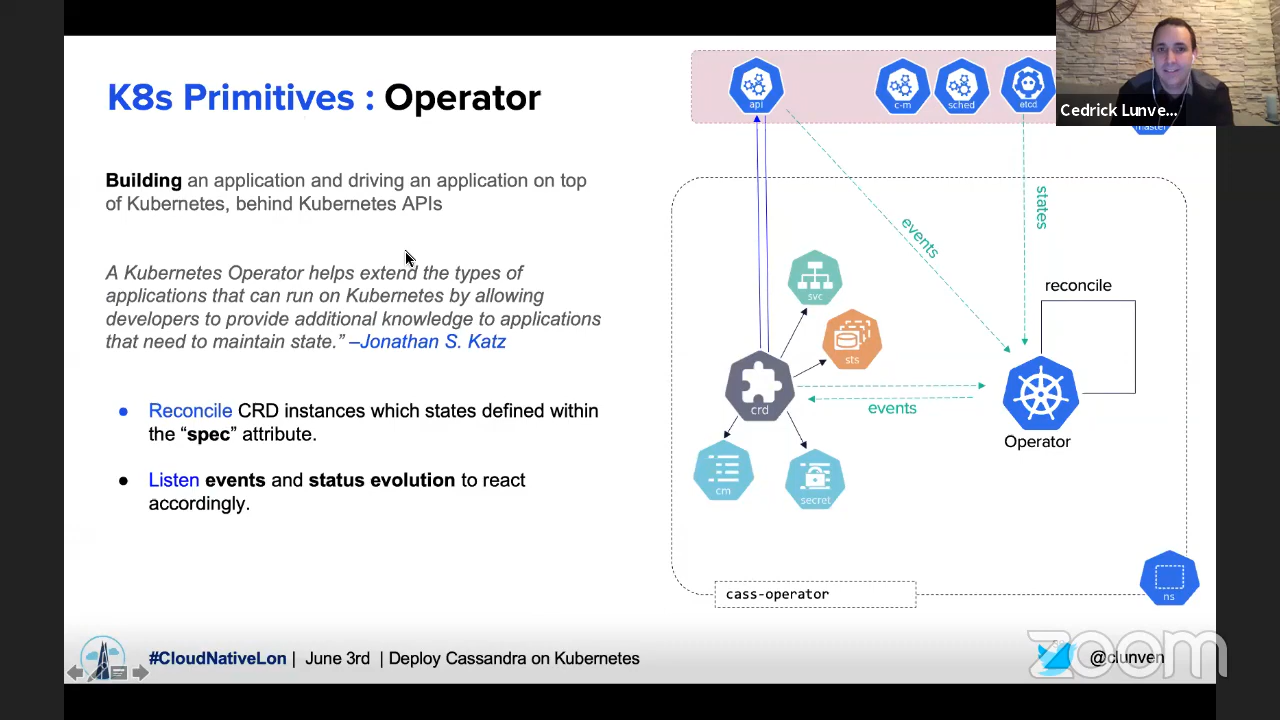 K8s Primitives : Operator
Building an application and driving an application on top
of Kubernetes, behind Kubernetes APIs
A Kubernetes Operator helps extend the types of
applications that can run on Kubernetes by allowing
developers to provide additional knowledge to applications
that need to maintain state.” –Jonathan S. Katz
● Reconcile CRD instances which states defined within
the “spec” attribute.
● Listen events and status evolution to react
accordingly.
api
c-m
sched
etcd
master
Cedrick Lunve...
events
states
svc
sts
reconcile
crd
events
Operator
cm
secret
cass-operator
ns
#CloudNativeLon | June 3rd | Deploy Cassandra on Kubernetes
@clunven
zoom